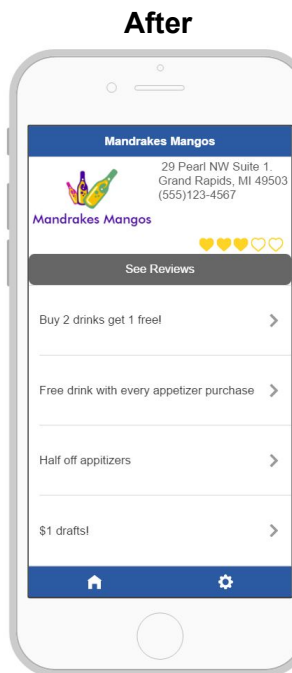 After
Mandrakes Mangos
29 Pearl NW Suite 1.
Grand Rapids, MI 49503
(555)123-4567
Mandrakes Mangos
See Reviews
Buy 2 drinks get 1 free!
Free drink with every appetizer purchase
Half off appitizers
$1 drafts!